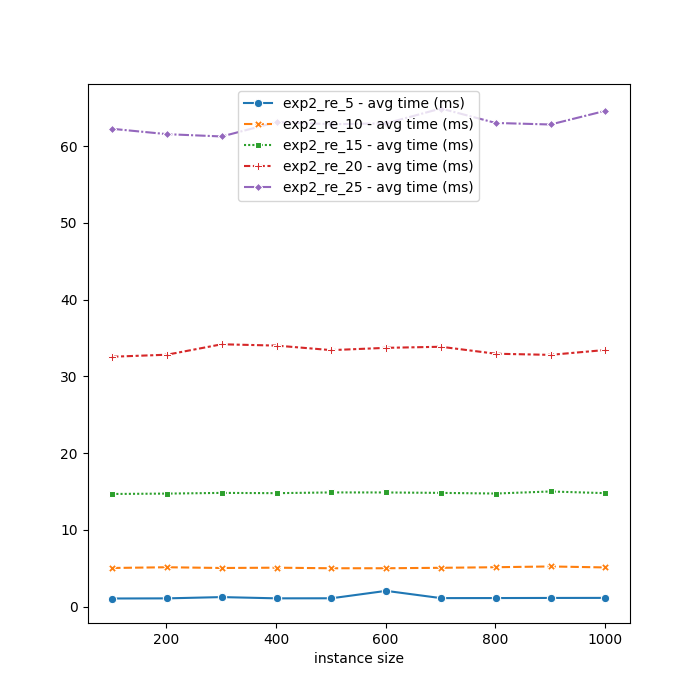 exp2_re_5 - avg time (ms)
exp2_re_10 - avg time (ms)
exp2_re_15 - avg time (ms)
exp2_re_20 - avg time (ms)
exp2_re_25 - avg time (ms)
60
50
40
30
20
10
0
200 400 600 800 1000
instance size